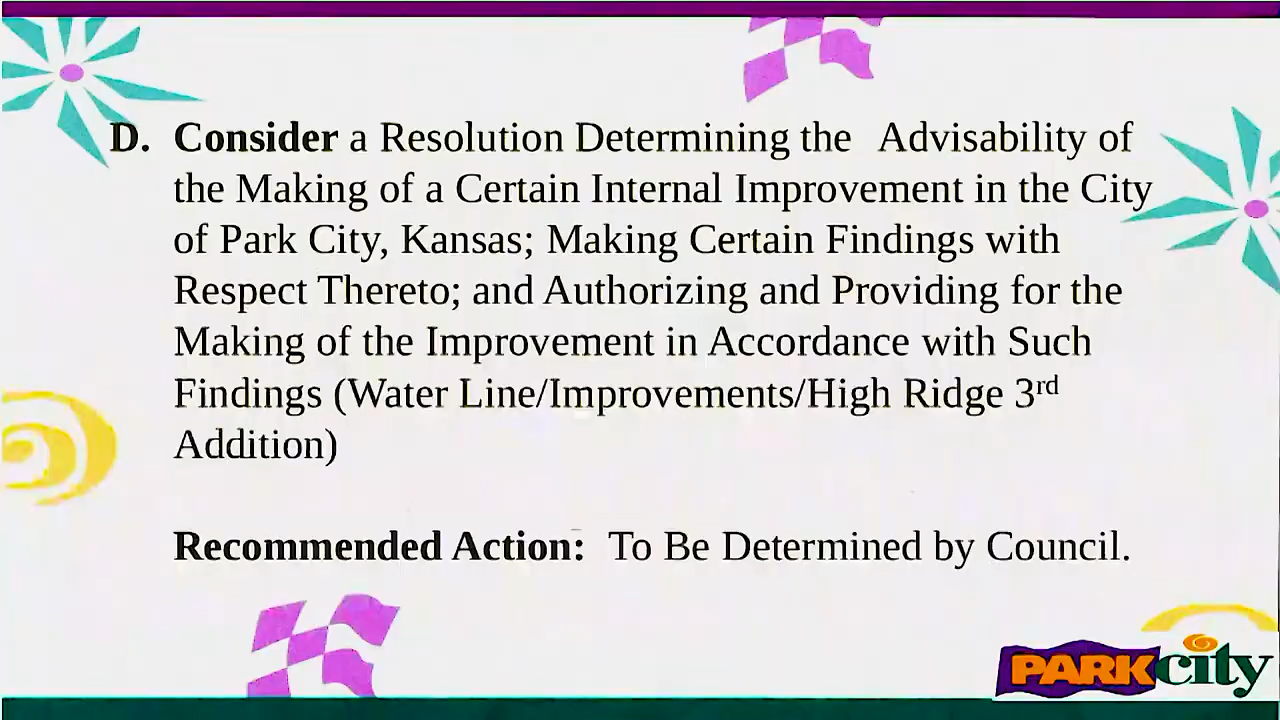 D. Consider a Resolution Determining the Advisability of
the Making of a Certain Internal Improvement in the City
of Park City, Kansas; Making Certain Findings with
Respect Thereto; and Authorizing and Providing for the
Making of the Improvement in Accordance with Such
Findings (Water Line/Improvements/High Ridge 3rd
Addition)
Recommended Action: To Be Determined by Council.
PARKcity